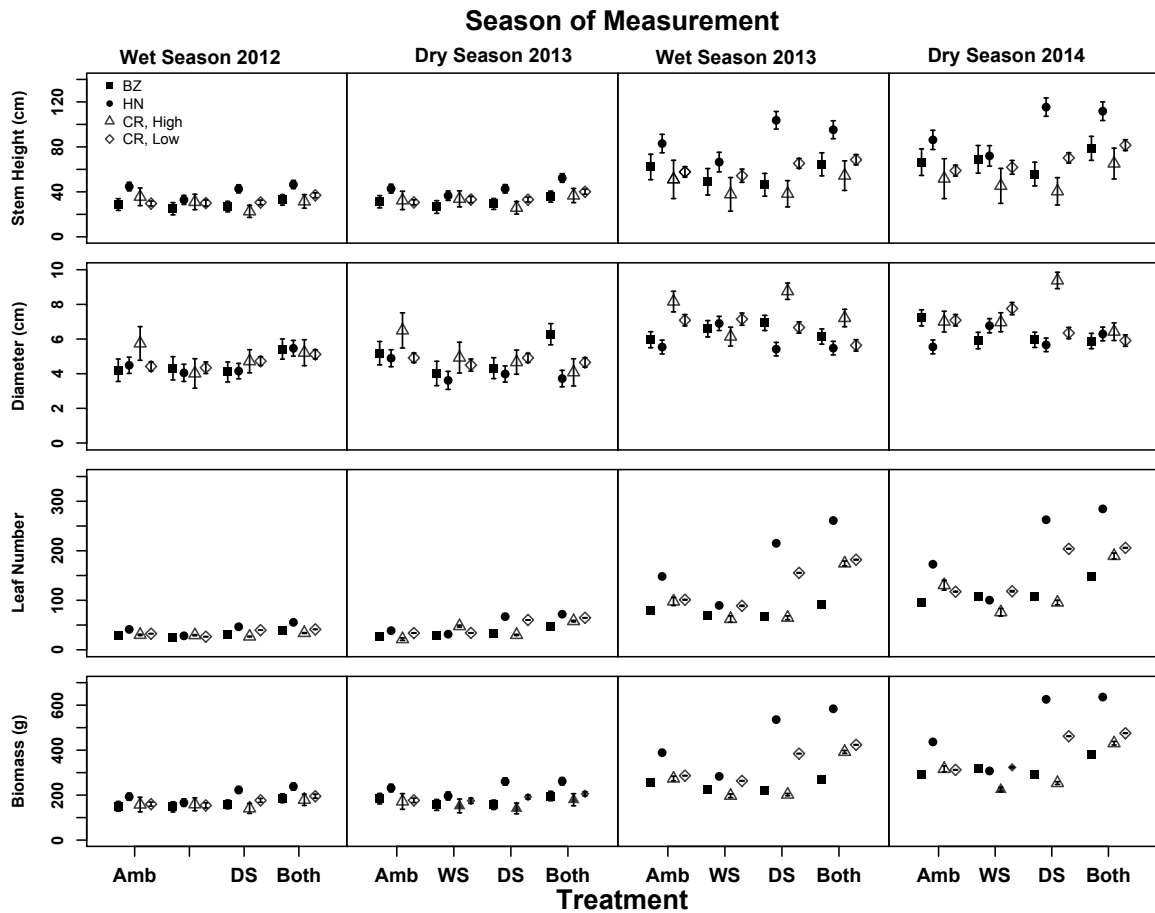 Season of Measurement
Wet Season 2012
Dry Season 2013
Wet Season 2013
Dry Season 2014
Stem Height (cm)
0 40 80 120
BZ
HN
CR, High
CR, Low
Diameter (cm)
0 2 4 6 8 10
Leaf Number
0 100 200 300
Biomass (g)
0 200 400 600
Amb DS Both
Amb WS DS Both
Amb WS DS Both
Amb WS DS Both
Treatment